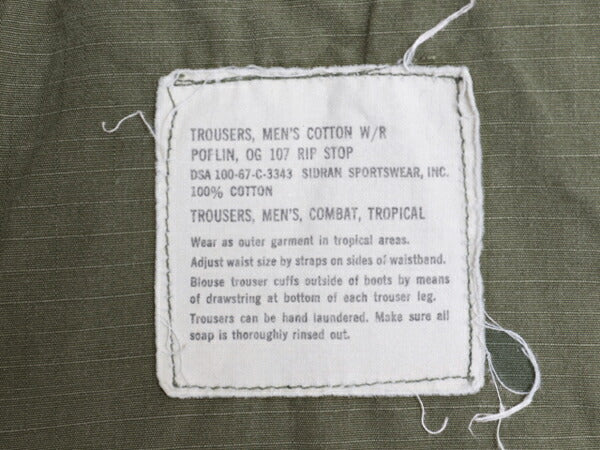 TROUSERS, MEN'S COTTON W/R
POFLIN, OG 107 RIP STOP
DSA 100-67-C-3343 SIDRAN SPORTSWEAR, INC.
100% COTTON
TROUSERS, MEN'S, COMBAT, TROPICAL
Wear as outer garment in tropical areas.
Adjust waist size by straps on sides of waistband.
Blouse trouser cuffs outside of boots by means
of drawstring at bottom of each trouser leg.
Trousers can be hand laundered. Make sure all
soap is thoroughly rinsed out.